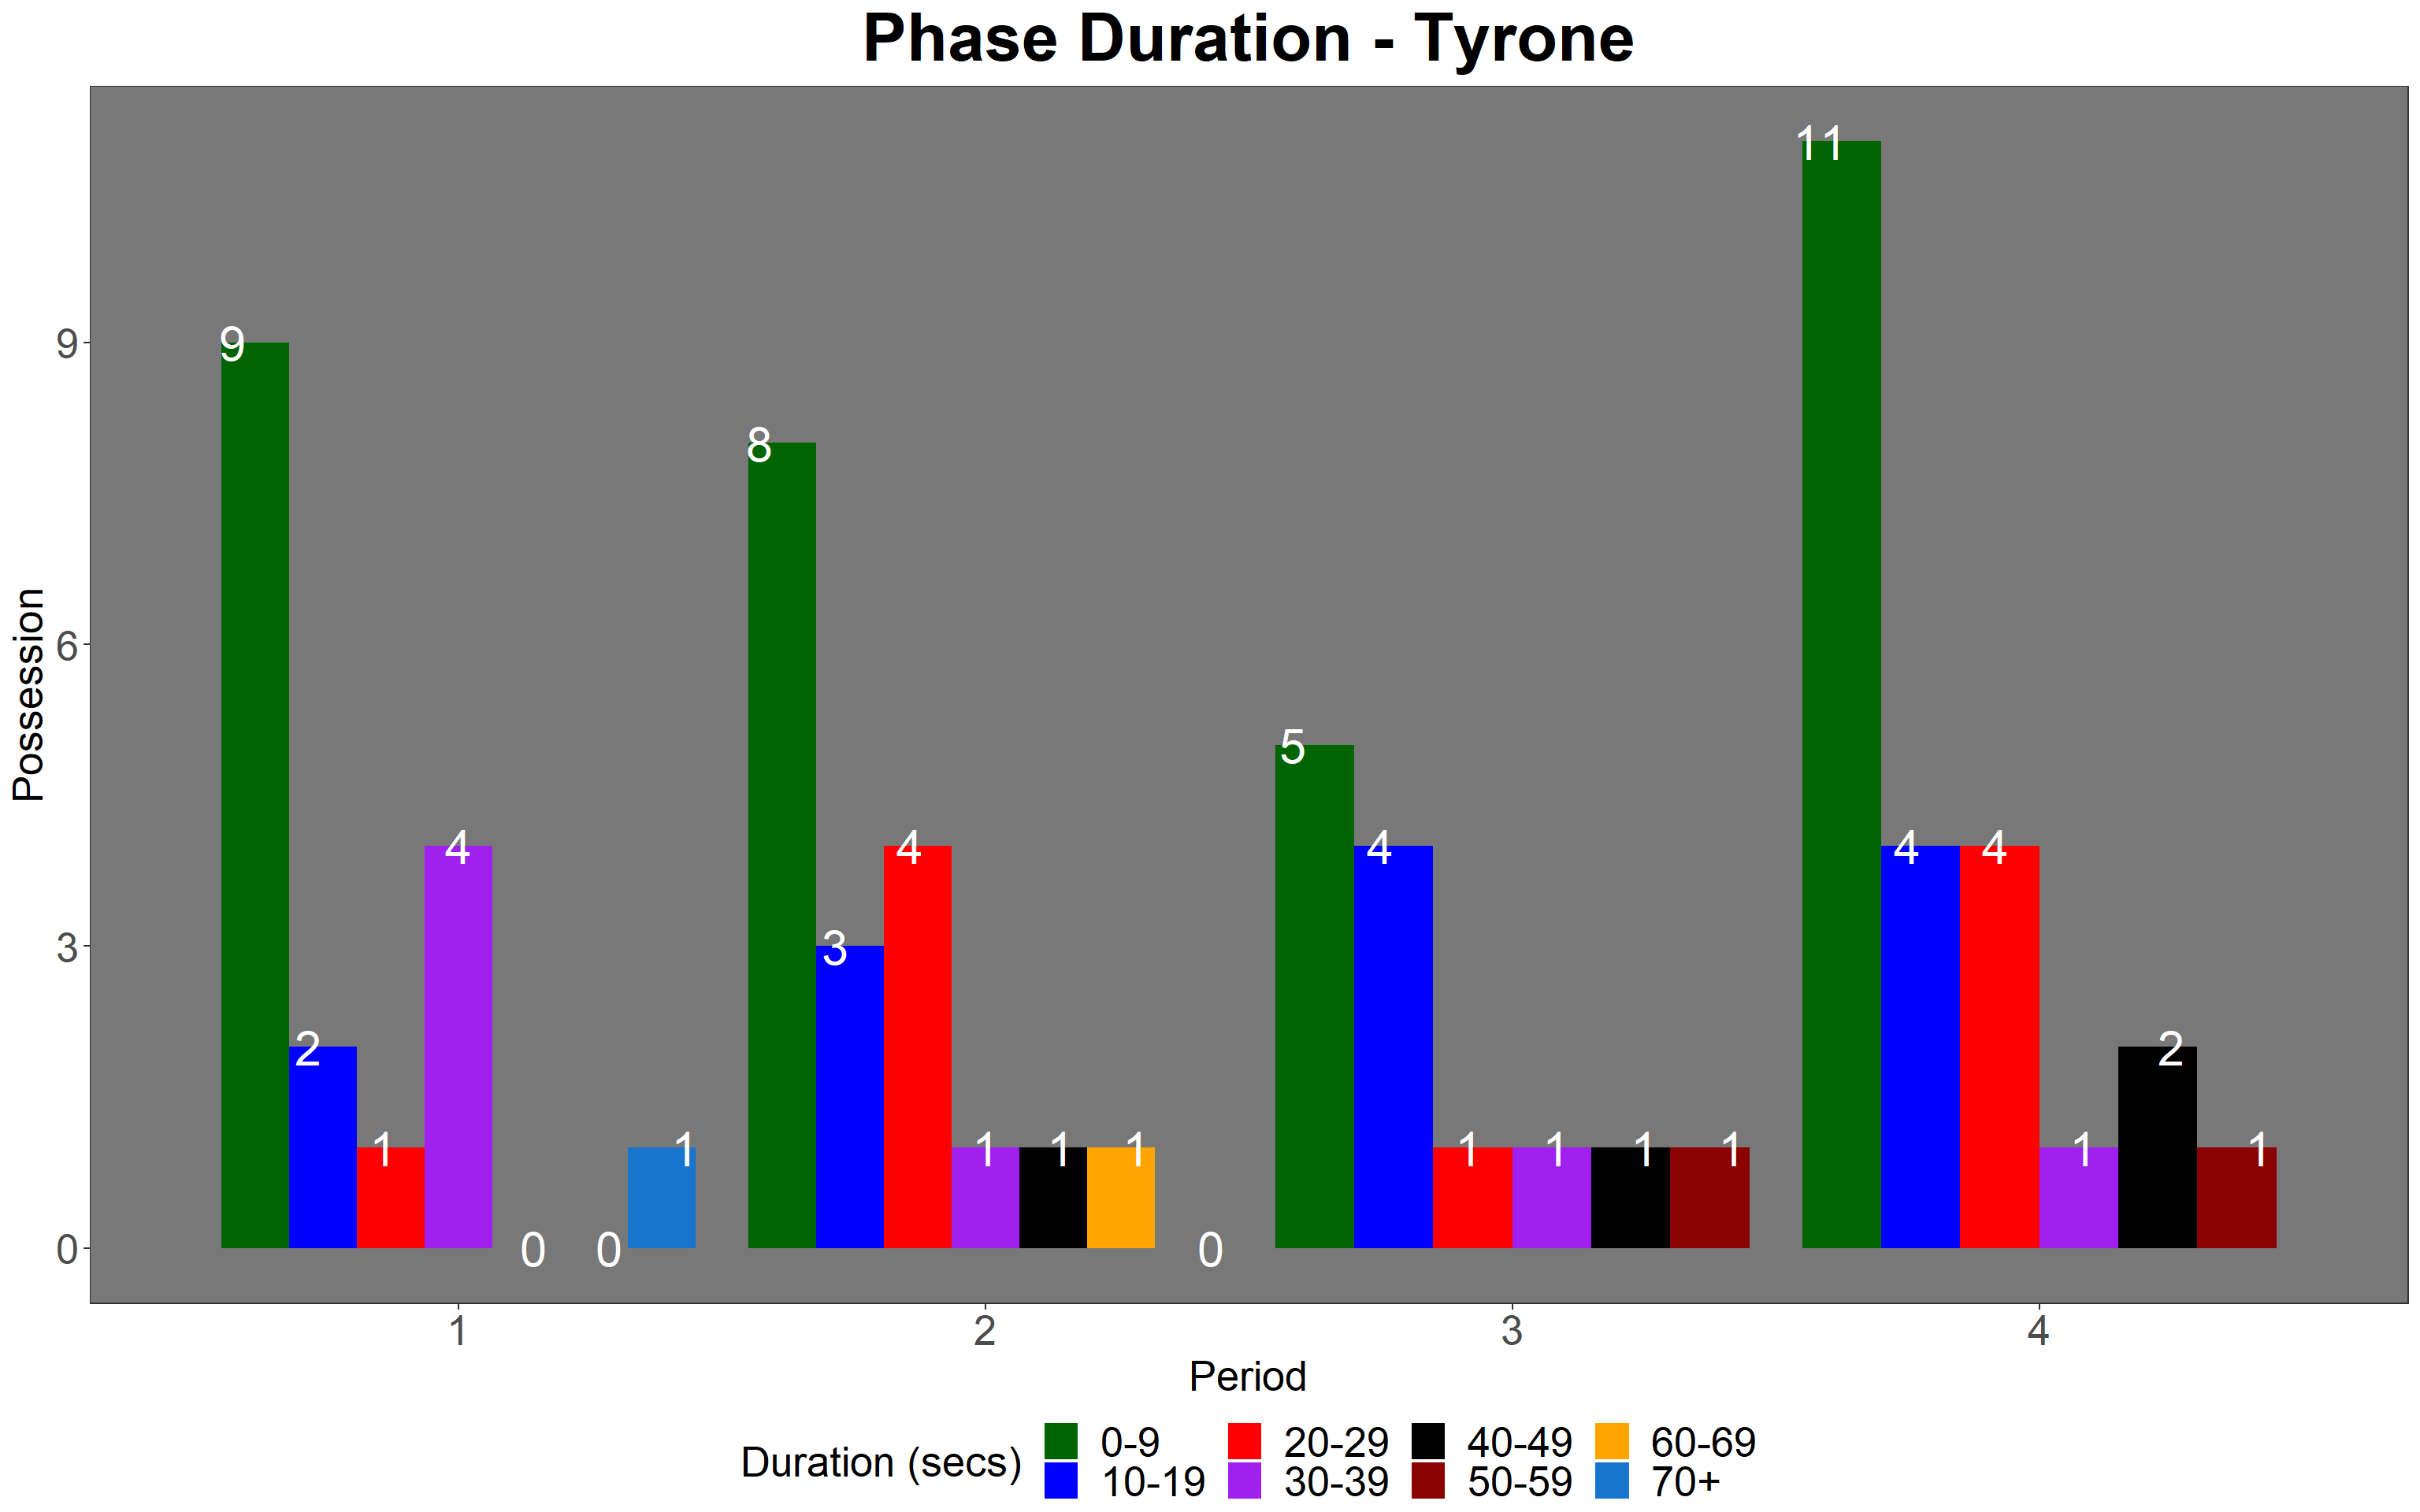 Phase Duration - Tyrone
Possession
9
6
3
0
9 2 1 4 0 0 1
8 3 4 1 1 1 0
5 4 1 1 1 1
11 4 4 1 2 1
1 2 3 4
Period
Duration (secs)
0-9 20-29 40-49 60-69
10-19 30-39 50-59 70+